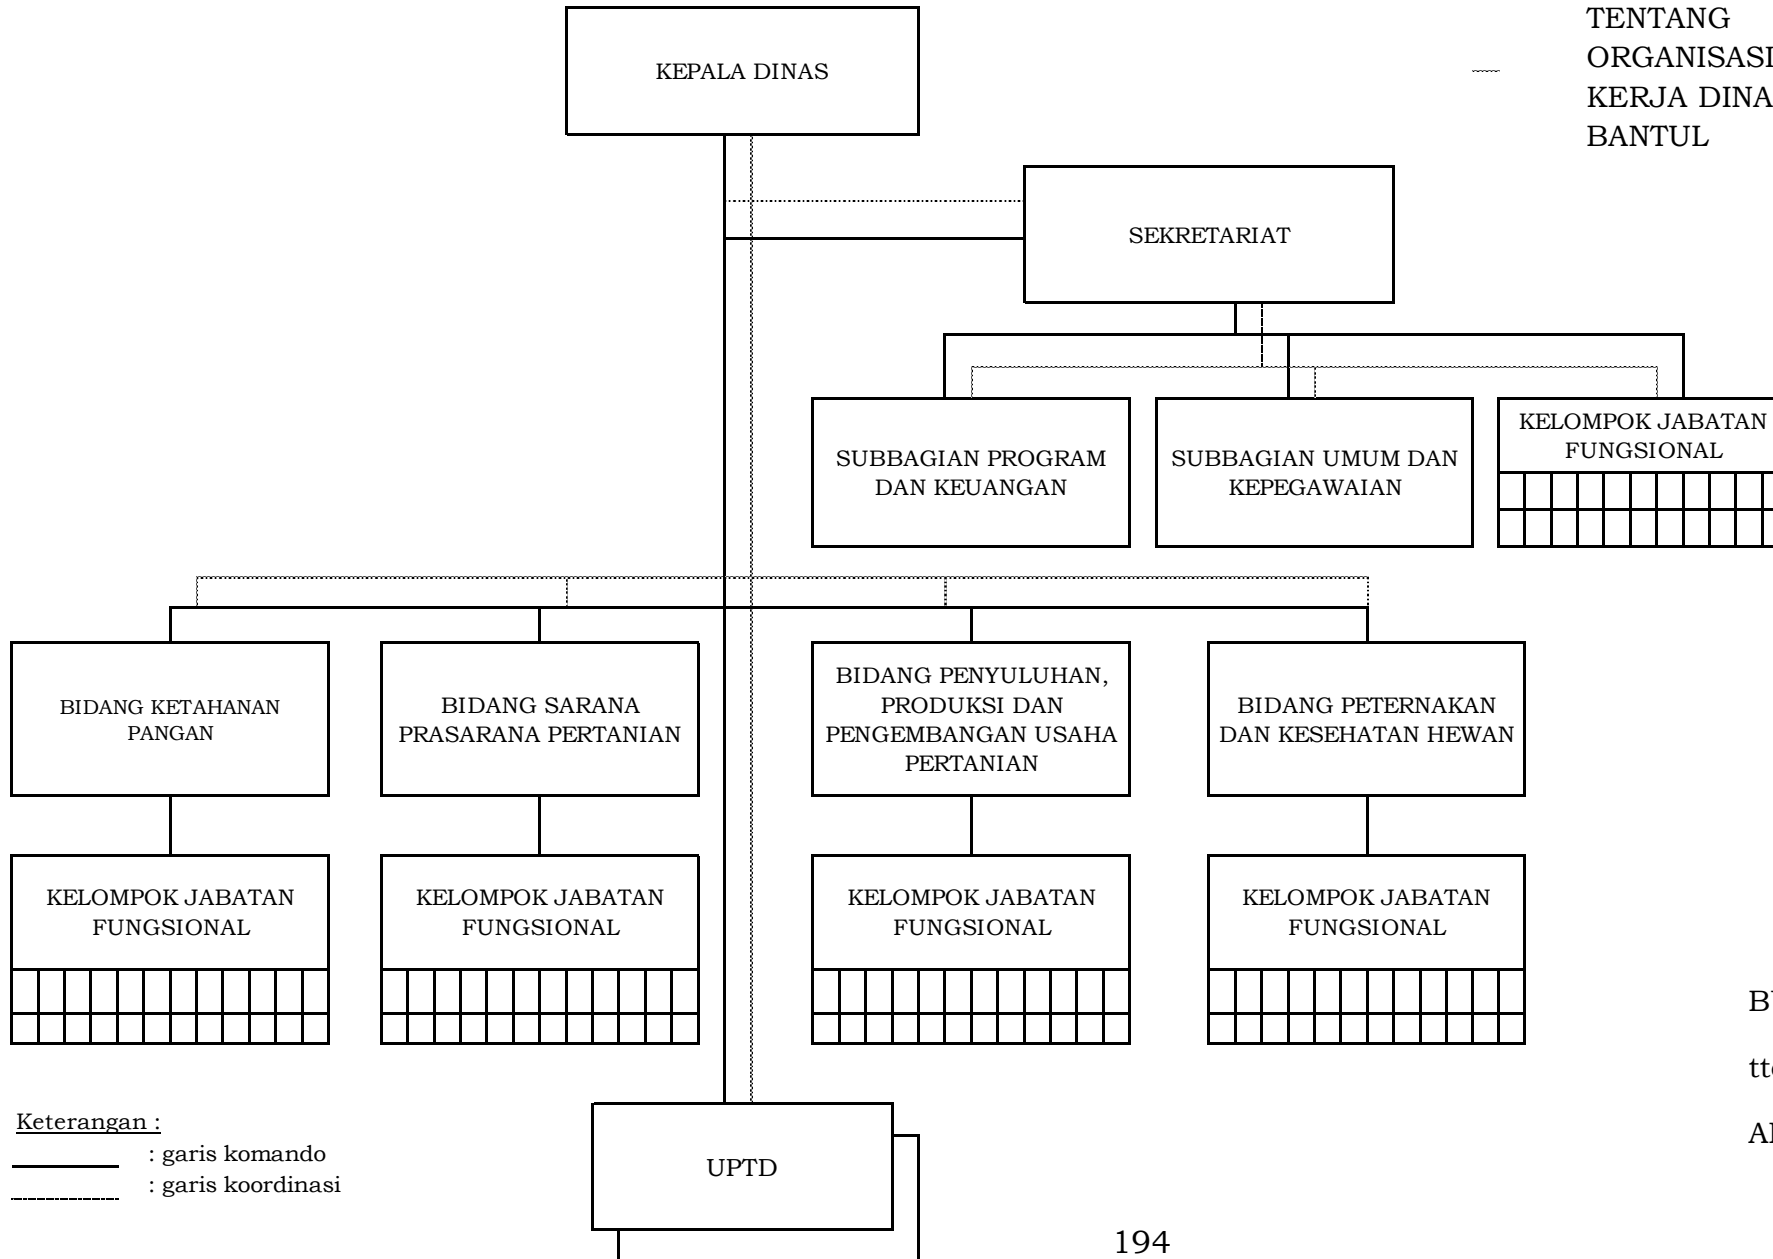 TENTANG
ORGANISASI
KERJA
BANTUL
KEPALA DINAS
SEKRETARIAT
SUBBAGIAN PROGRAM
DAN KEUANGAN
SUBBAGIAN UMUM DAN
KEPEGAWAIAN
KELOMPOK JABATAN
FUNGSIONAL
BIDANG KETAHANAN
PANGAN
BIDANG SARANA
PRASARANA PERTANIAN
BIDANG PENYULUHAN,
PRODUKSI DAN
PENGEMBANGAN USAHA
PERTANIAN
BIDANG PETERNAKAN
DAN KESEHATAN HEWAN
KELOMPOK JABATAN
FUNGSIONAL
KELOMPOK JABATAN
FUNGSIONAL
KELOMPOK JABATAN
FUNGSIONAL
KELOMPOK JABATAN
FUNGSIONAL
Keterangan :
: garis komando
: garis koordinasi
UPTD
194